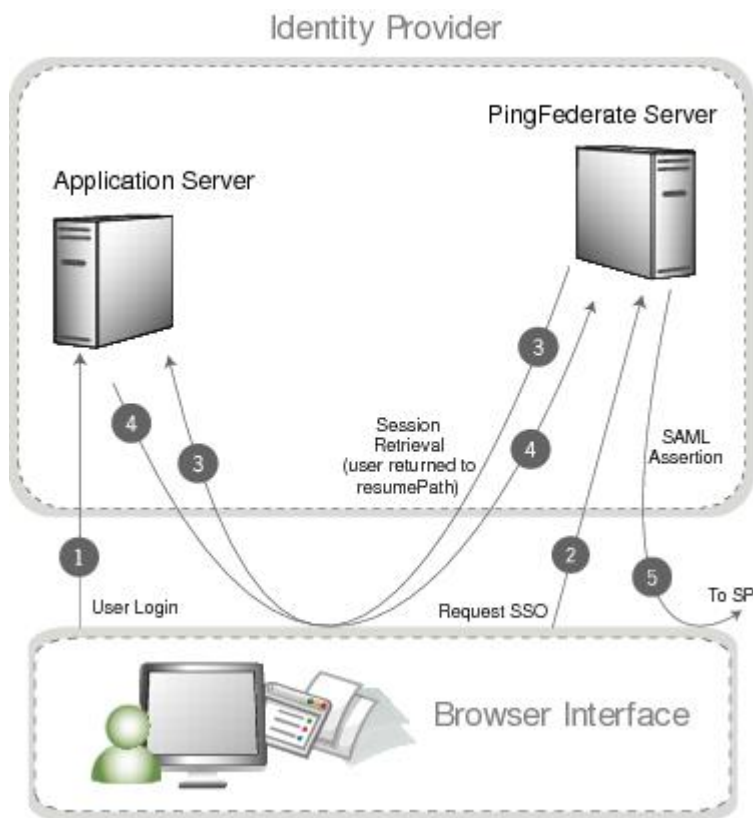 Identity Provider
PingFederate Server
Application Server
3
4
Session
Retrieval
(user returned to
resumePath)
4
SAML
Assertion
3
1
2
5
User Login
Request SSO
To SP
Browser Interface